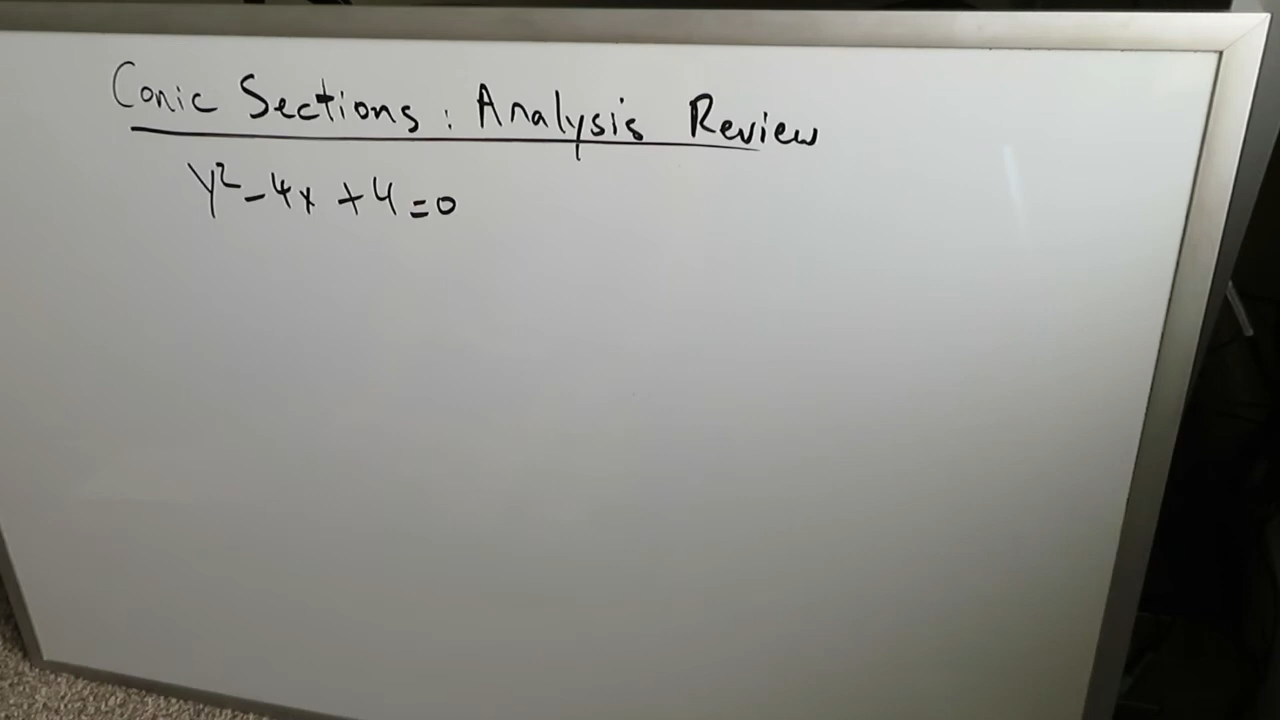 Conic Sections: Analysis Review
y² - 4x + 4 = 0